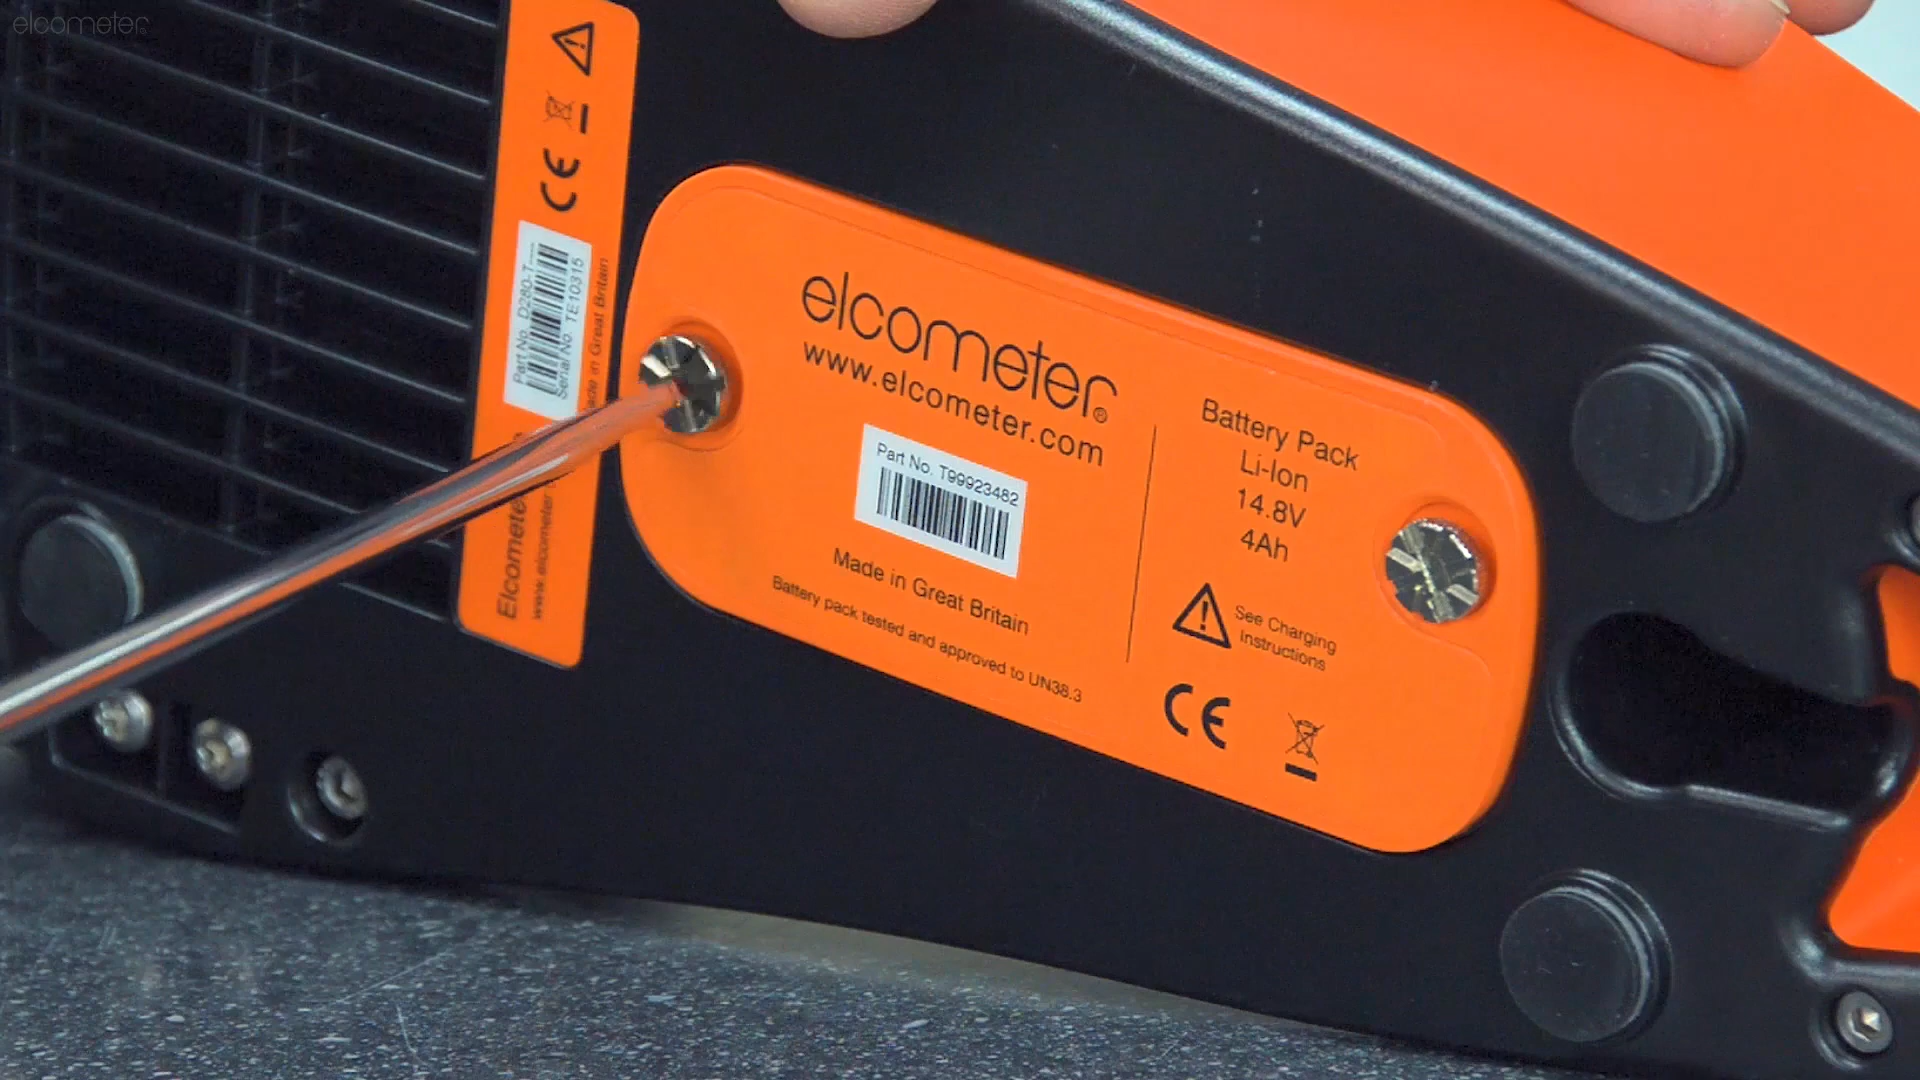 elcometer
Part No. D280-T
Serial No. TE10315
Made in Great Britain
Elcometer
www.elcometer
CE
elcometer®
www.elcometer.com
Part No. T99923482
Made in Great Britain
Battery pack tested and approved to UN38.3
Battery Pack
Li-Ion
14.8V
4Ah
See Charging
Instructions
CE